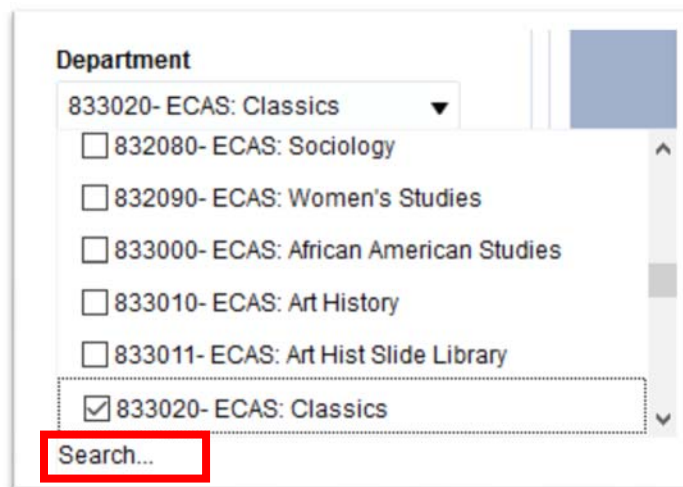 Department
833020- ECAS: Classics
832080- ECAS: Sociology
832090- ECAS: Women's Studies
833000- ECAS: African American Studies
833010- ECAS: Art History
833011- ECAS: Art Hist Slide Library
833020- ECAS: Classics
Search...